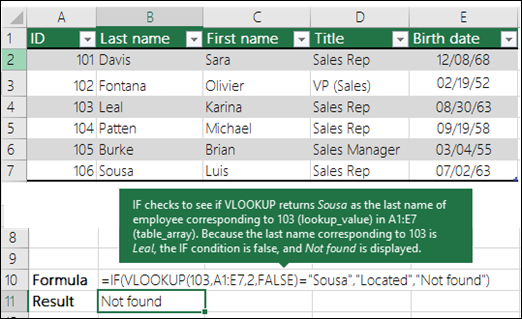 A B C D E
1 ID Last name First name Title Birth date
2 101 Davis Sara Sales Rep 12/08/68
3 102 Fontana Olivier VP (Sales) 02/19/52
4 103 Leal Karina Sales Rep 08/30/63
5 104 Patten Michael Sales Rep 09/19/58
6 105 Burke Brian Sales Manager 03/04/55
7 106 Sousa Luis Sales Rep 07/02/63
IF checks to see if VLOOKUP returns Sousa as the last name of
employee corresponding to 103 (lookup_value) in A1:E7
(table_array). Because the last name corresponding to 103 is
Leal, the IF condition is false, and Not found is displayed.
8
9
10 Formula =IF(VLOOKUP(103,A1:E7,2,FALSE)="Sousa","Located","Not found")
11 Result Not found